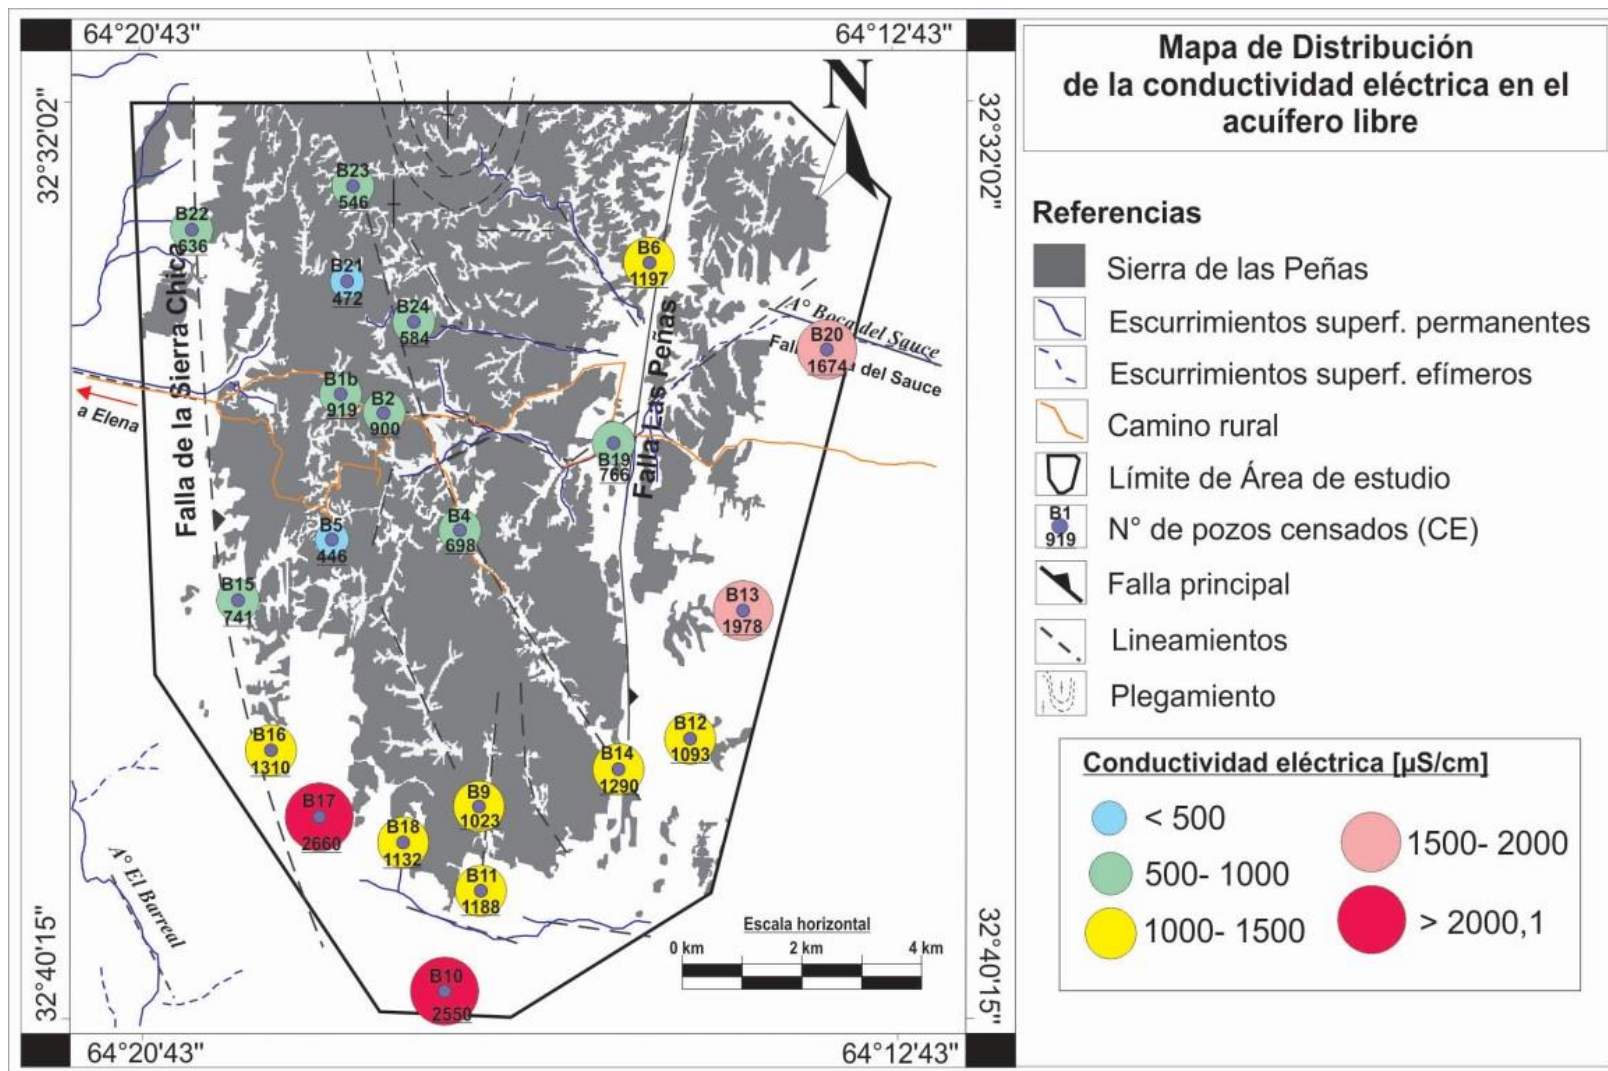 64°20'43"
64°12'43"
32°32'02"
32°32'02"
N
B23
546
B22
636
B21
472
B24
584
B6
1197
A° Boca del Sauce
B20
1674
del Sauce
Falla de la Sierra Chica
Falla Las Peñas
a Elena
B1b
919
B2
900
B19
766
B5
446
B4
698
B15
741
B13
1978
B16
1310
B12
1093
B14
1290
B17
2660
B9
1023
B18
1132
B11
1188
A° El Barreal
B10
2550
Escala horizontal
0 km 2 km 4 km
32°40'15"
32°40'15"
64°20'43"
64°12'43"
Mapa de Distribución
de la conductividad eléctrica en el
acuífero libre
Referencias
Sierra de las Peñas
Escurrimientos superf. permanentes
Escurrimientos superf. efímeros
Camino rural
Límite de Área de estudio
B1
919
N° de pozos censados (CE)
Falla principal
Lineamientos
Plegamiento
Conductividad eléctrica [µS/cm]
< 500
500- 1000
1000- 1500
1500- 2000
> 2000,1